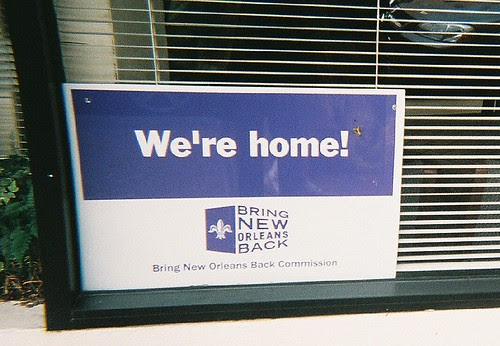 We're home!
BRING
NEW
ORLEANS
BACK
Bring New Orleans Back Commission